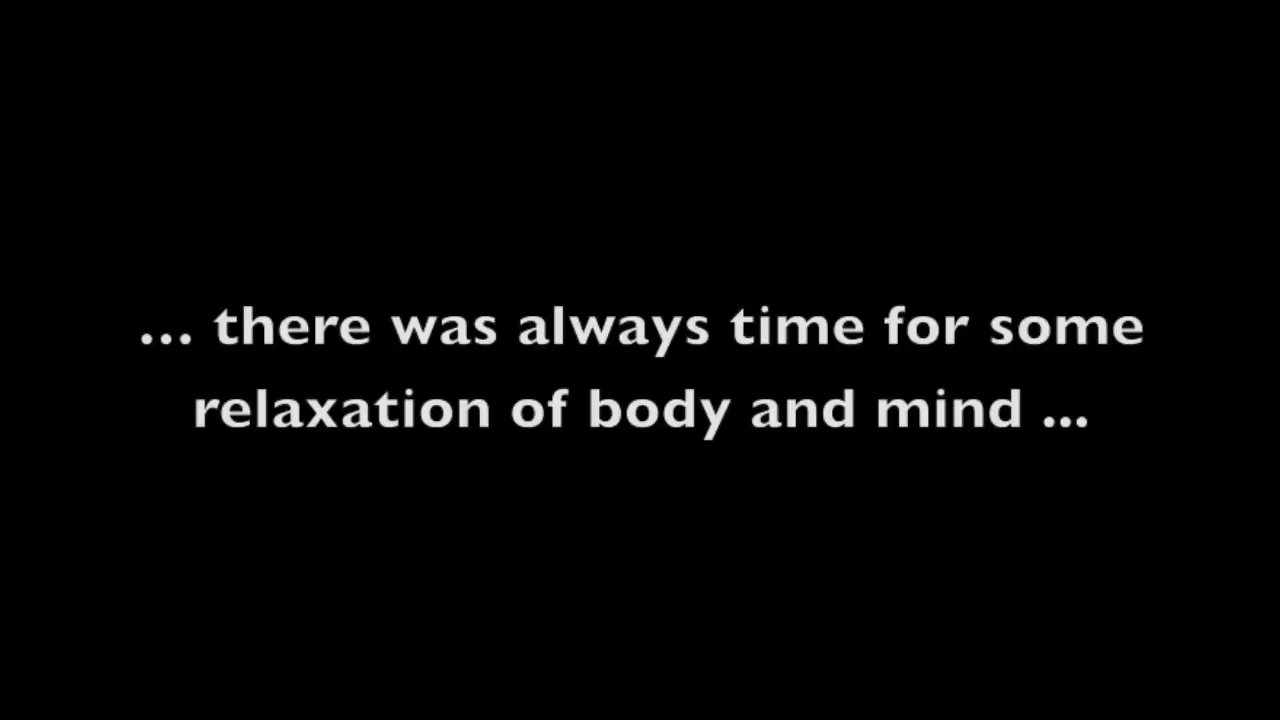 ... there was always time for some
relaxation of body and mind ...